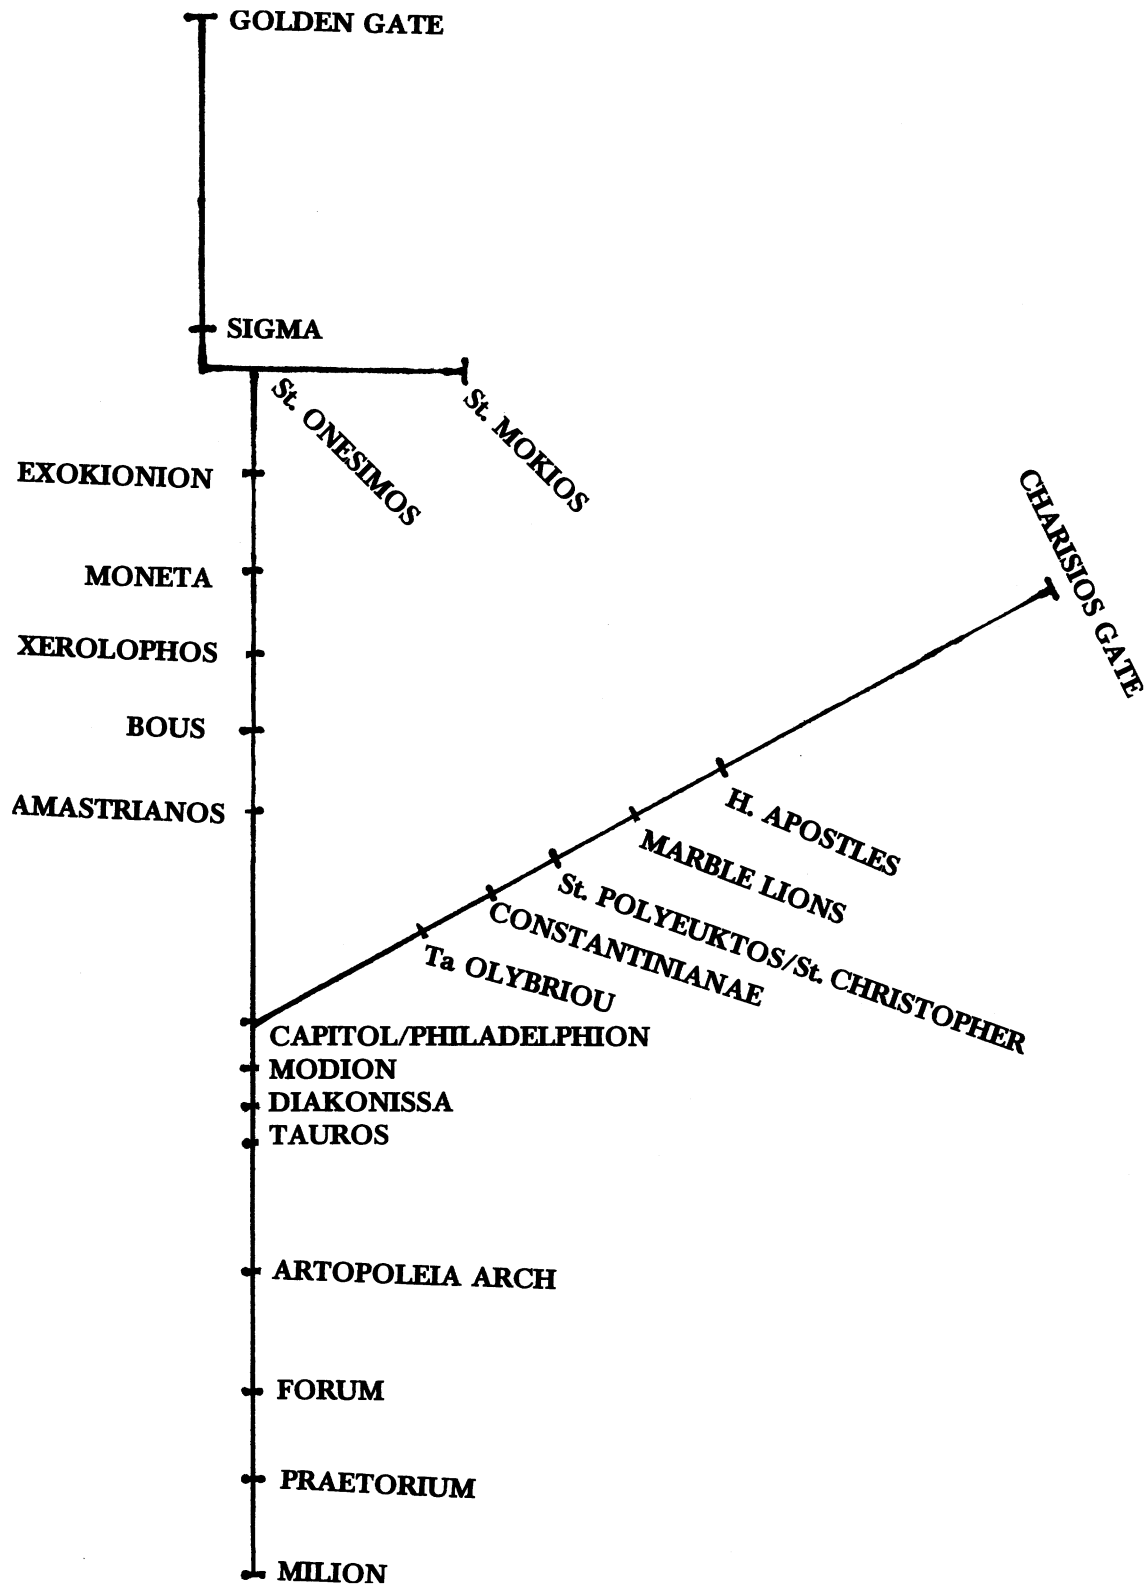 GOLDEN GATE
SIGMA
St. ONESIMOS
St. MOKIOS
EXOKIONION
CHARISIOS GATE
MONETA
XEROLOPHOS
BOUS
AMASTRIANOS
H. APOSTLES
MARBLE LIONS
St. POLYEUKTOS/St. CHRISTOPHER
CONSTANTINIANAE
Ta OLYBRIOU
CAPITOL/PHILADELPHION
MODION
DIAKONISSA
TAUROS
ARTOPOLEIA ARCH
FORUM
PRAETORIUM
MILION